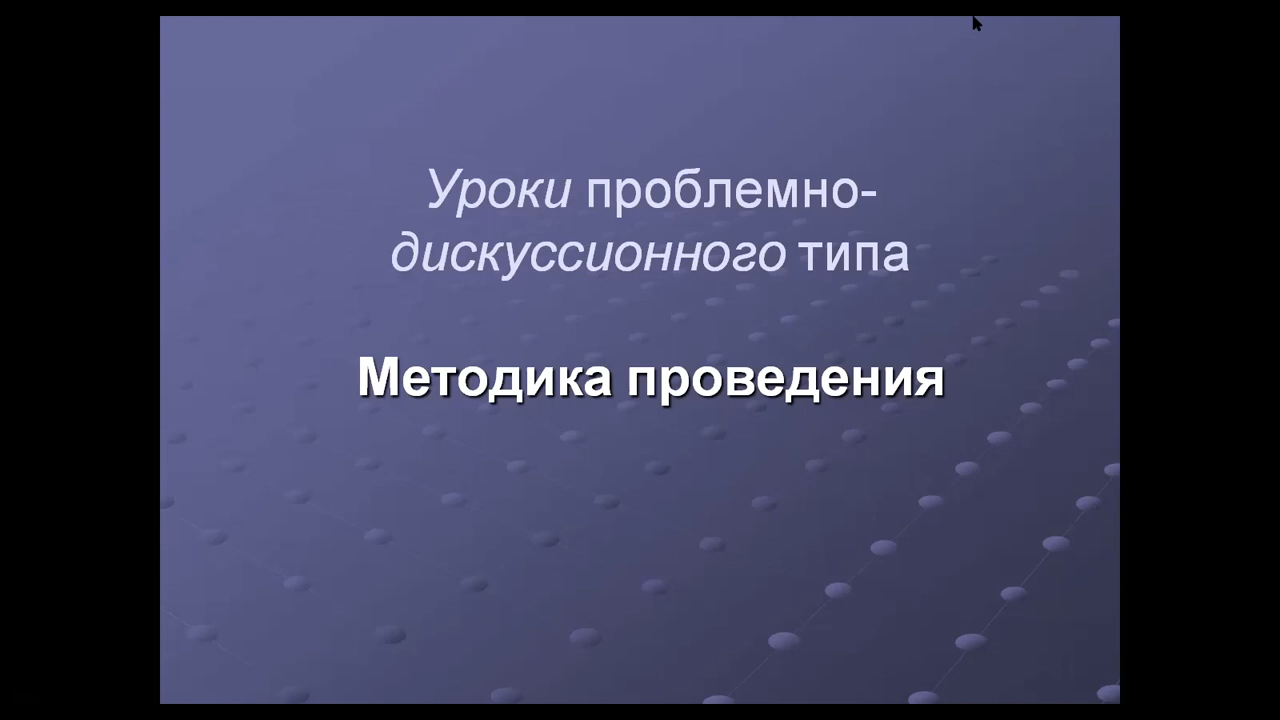 Уроки проблемно-
дискуссионного типа
Методика проведения